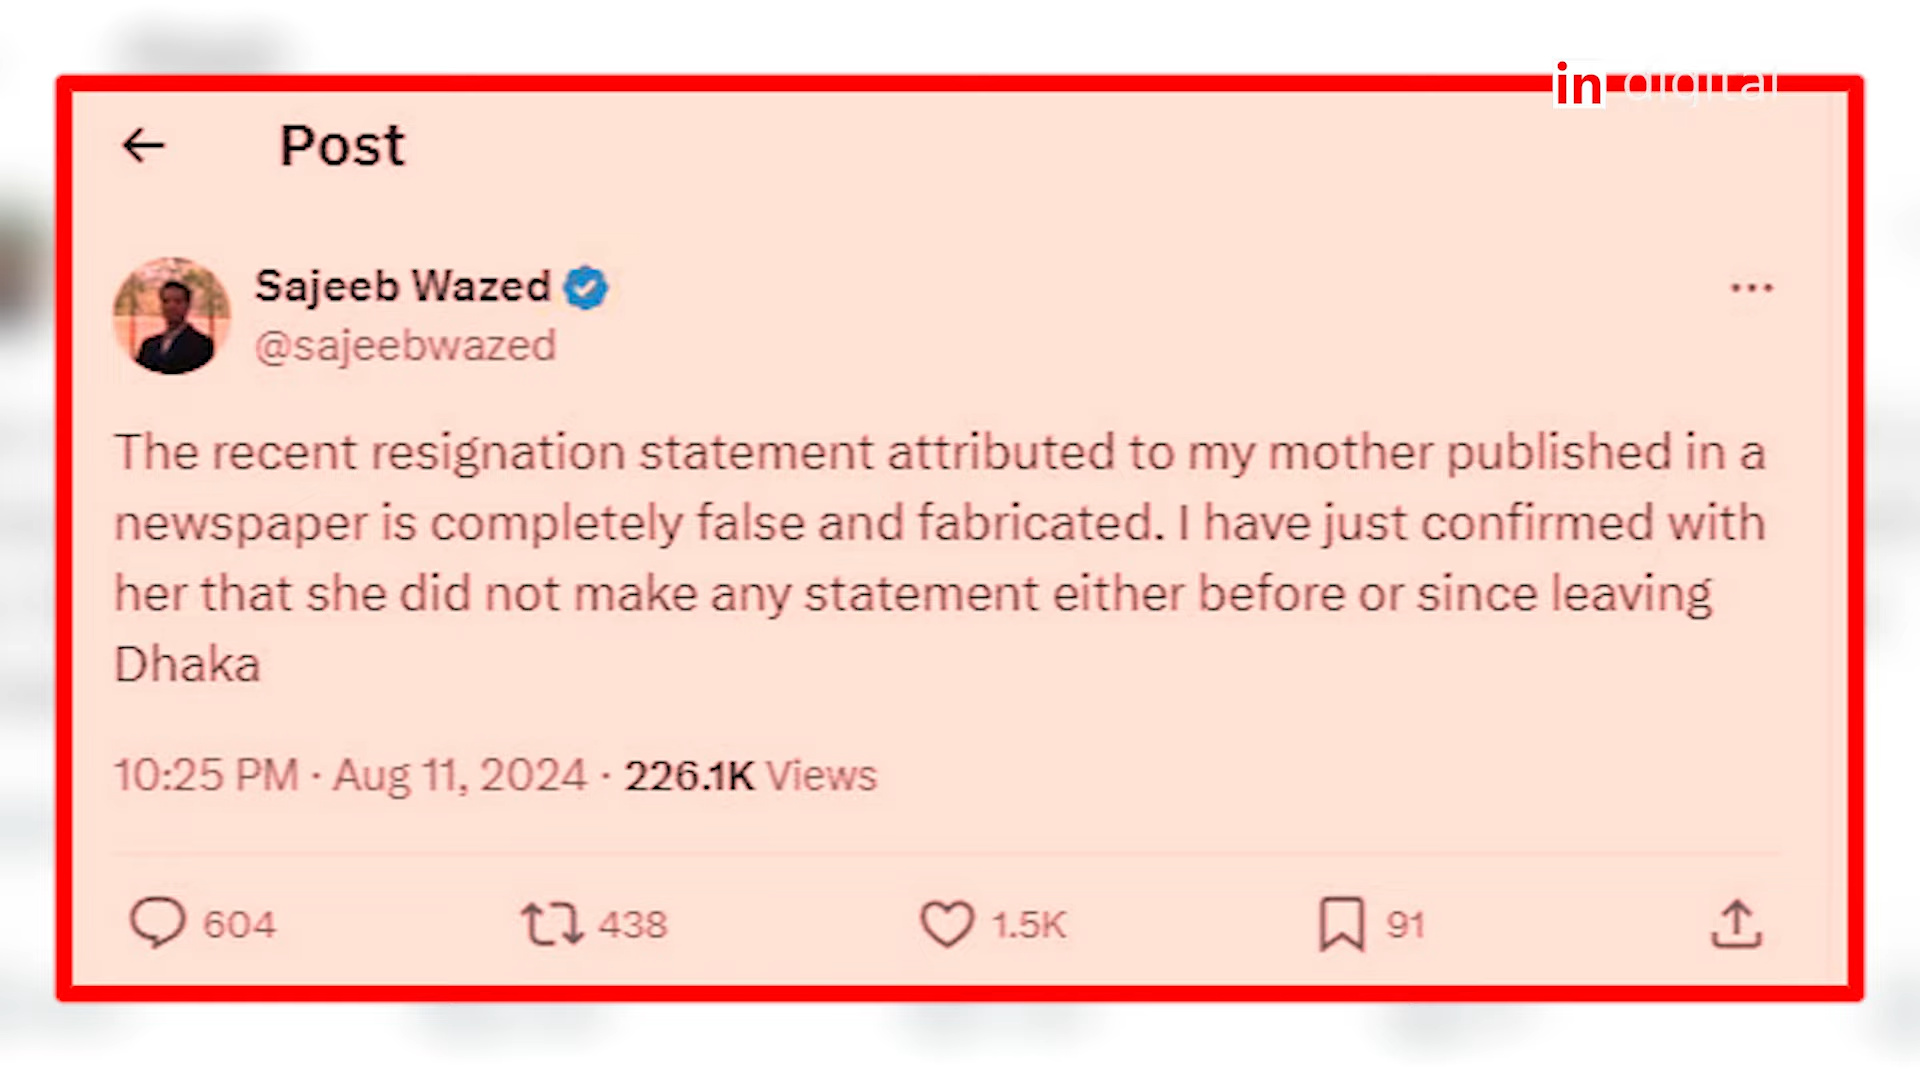 in digital
Post
Sajeeb Wazed
@sajeebwazed
The recent resignation statement attributed to my mother published in a
newspaper is completely false and fabricated. I have just confirmed with
her that she did not make any statement either before or since leaving
Dhaka
10:25 PM · Aug 11, 2024 · 226.1K Views
604 438 1.5K 91